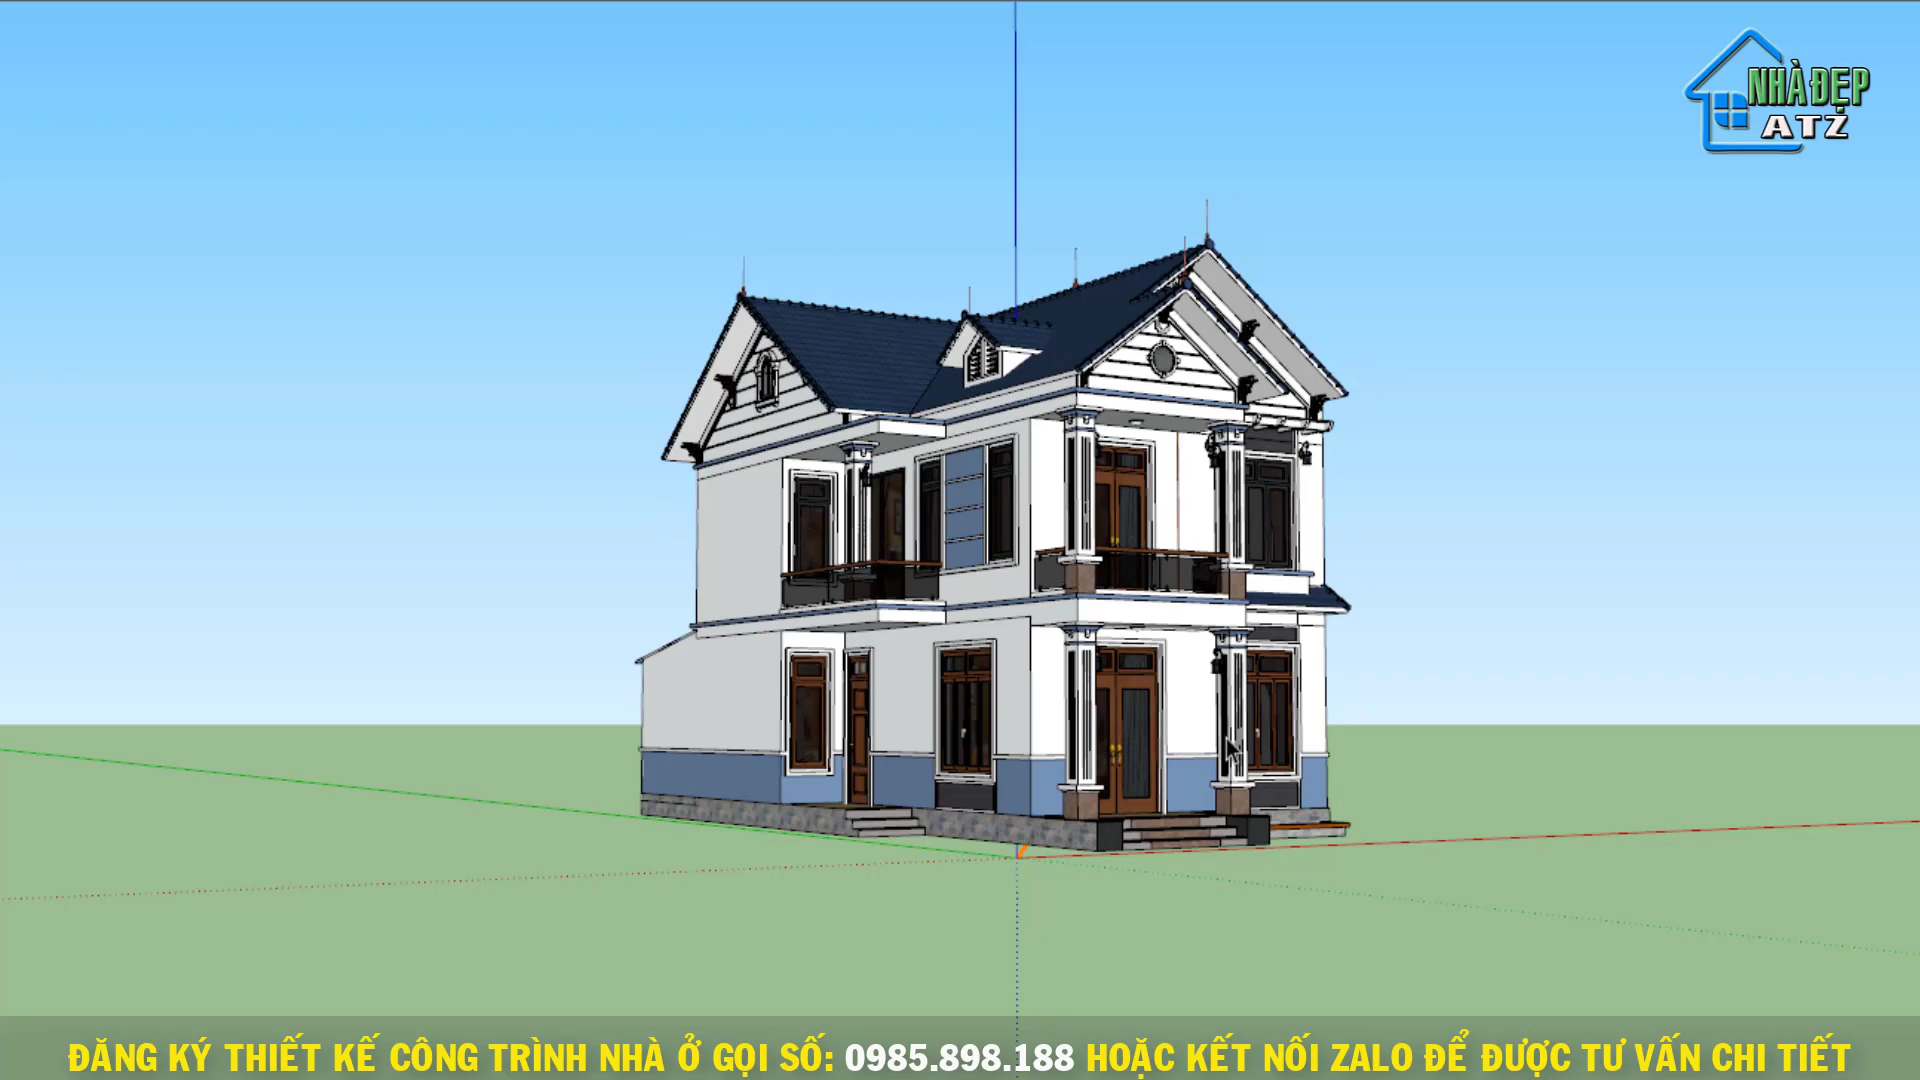 NHÀ ĐẸP
ATZ
ĐĂNG KÝ THIẾT KẾ CÔNG TRÌNH NHÀ Ở GỌI SỐ: 0985.898.188 HOẶC KẾT NỐI ZALO ĐỂ ĐƯỢC TƯ VẤN CHI TIẾT